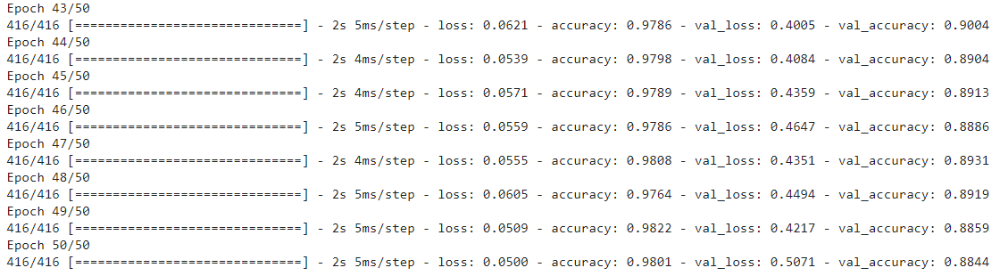 Epoch 43/50
416/416 [==============================] - 2s 5ms/step - loss: 0.0621 - accuracy: 0.9786 - val_loss: 0.4005 - val_accuracy: 0.9004
Epoch 44/50
416/416 [==============================] - 2s 4ms/step - loss: 0.0539 - accuracy: 0.9798 - val_loss: 0.4084 - val_accuracy: 0.8904
Epoch 45/50
416/416 [==============================] - 2s 4ms/step - loss: 0.0571 - accuracy: 0.9789 - val_loss: 0.4359 - val_accuracy: 0.8913
Epoch 46/50
416/416 [==============================] - 2s 5ms/step - loss: 0.0559 - accuracy: 0.9786 - val_loss: 0.4647 - val_accuracy: 0.8886
Epoch 47/50
416/416 [==============================] - 2s 4ms/step - loss: 0.0555 - accuracy: 0.9808 - val_loss: 0.4351 - val_accuracy: 0.8931
Epoch 48/50
416/416 [==============================] - 2s 5ms/step - loss: 0.0605 - accuracy: 0.9764 - val_loss: 0.4494 - val_accuracy: 0.8919
Epoch 49/50
416/416 [==============================] - 2s 5ms/step - loss: 0.0509 - accuracy: 0.9822 - val_loss: 0.4217 - val_accuracy: 0.8859
Epoch 50/50
416/416 [==============================] - 2s 5ms/step - loss: 0.0500 - accuracy: 0.9801 - val_loss: 0.5071 - val_accuracy: 0.8844